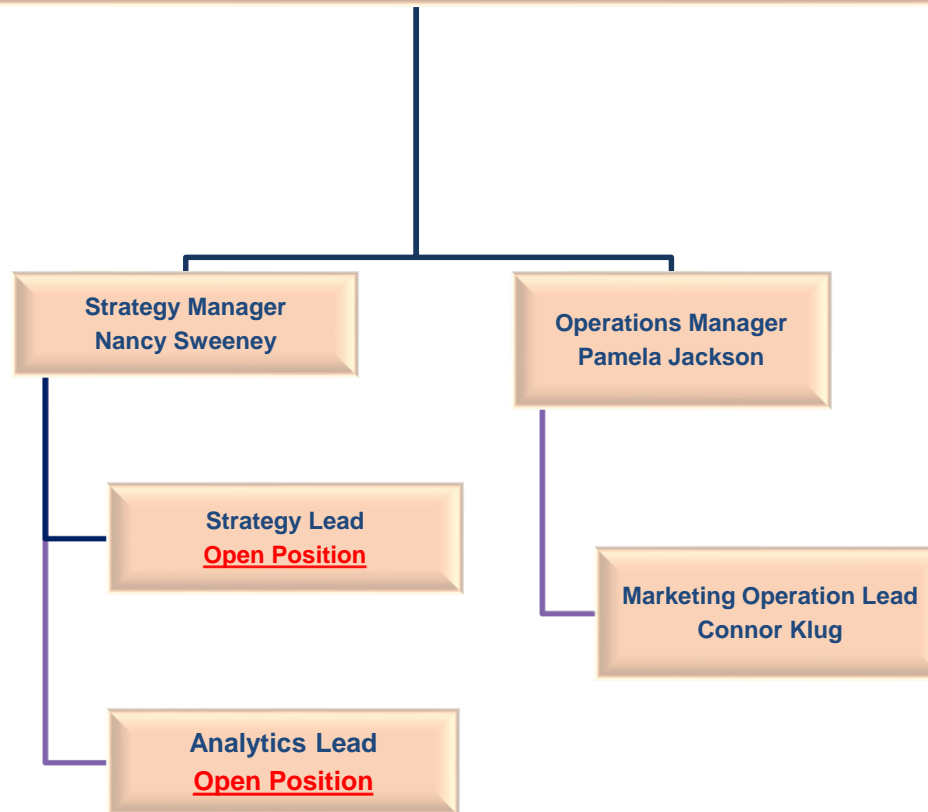 Strategy Manager
Nancy Sweeney
Operations Manager
Pamela Jackson
Strategy Lead
Open Position
Marketing Operation Lead
Connor Klug
Analytics Lead
Open Position